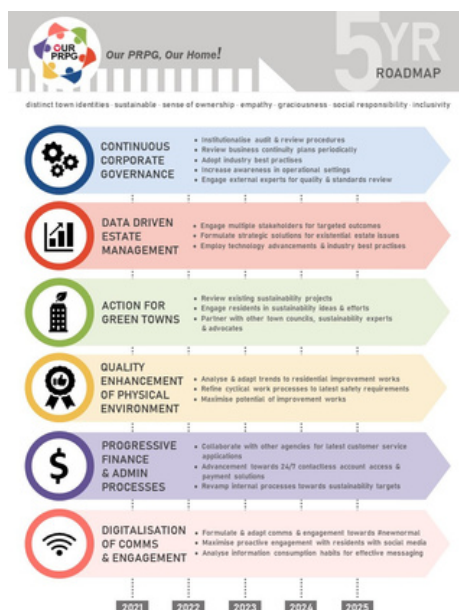 OUR
PRPG
Our PRPG, Our Home!
5YR
ROADMAP
distinct town identities · sustainable · sense of ownership · empathy · graciousness · social responsibility · inclusivity
CONTINUOUS
CORPORATE
GOVERNANCE
• Institutionalise audit & review procedures
• Review business continuity plans periodically
• Adopt industry best practises
• Increase awareness in operational settings
• Engage external experts for quality & standards review
DATA DRIVEN
ESTATE
MANAGEMENT
• Engage multiple stakeholders for targeted outcomes
• Formulate strategic solutions for existential estate issues
• Employ technology advancements & industry best practises
ACTION FOR
GREEN TOWNS
• Review existing sustainability projects
• Engage residents in sustainability ideas & efforts
• Partner with other town councils, sustainability experts
& advocates
QUALITY
ENHANCEMENT
OF PHYSICAL
ENVIRONMENT
• Analyse & adapt trends to residential improvement works
• Refine cyclical work processes to latest safety requirements
• Maximise potential of improvement works
PROGRESSIVE
FINANCE
& ADMIN
PROCESSES
$
• Collaborate with other agencies for latest customer service
applications
• Advancement towards 24/7 contactless account access &
payment solutions
• Revamp internal processes towards sustainability targets
DIGITALISATION
OF COMMS
& ENGAGEMENT
• Formulate & adapt comms & engagement towards #newnormal
• Maximise proactive engagement with residents with social media
• Analyse information consumption habits for effective messaging
2021 2022 2023 2024 2025